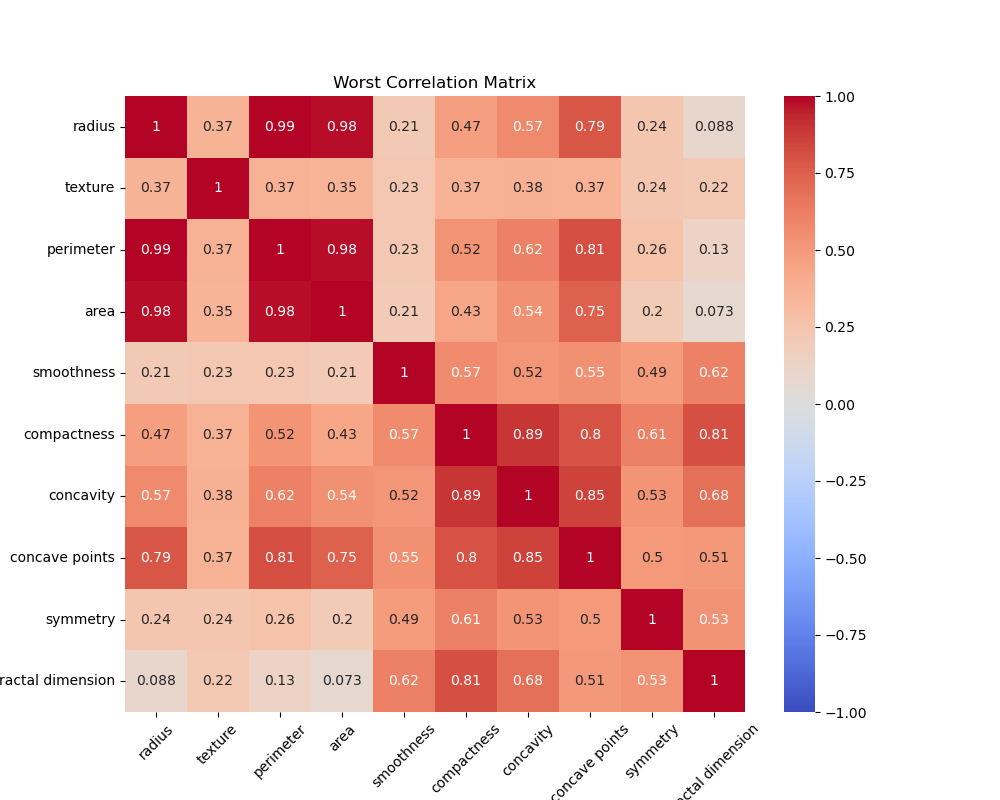 Worst Correlation Matrix
radius 1 0.37 0.99 0.98 0.21 0.47 0.57 0.79 0.24 0.088
texture 0.37 1 0.37 0.35 0.23 0.37 0.38 0.37 0.24 0.22
perimeter 0.99 0.37 1 0.98 0.23 0.52 0.62 0.81 0.26 0.13
area 0.98 0.35 0.98 1 0.21 0.43 0.54 0.75 0.2 0.073
smoothness 0.21 0.23 0.23 0.21 1 0.57 0.52 0.55 0.49 0.62
compactness 0.47 0.37 0.52 0.43 0.57 1 0.89 0.8 0.61 0.81
concavity 0.57 0.38 0.62 0.54 0.52 0.89 1 0.85 0.53 0.68
concave points 0.79 0.37 0.81 0.75 0.55 0.8 0.85 1 0.5 0.51
symmetry 0.24 0.24 0.26 0.2 0.49 0.61 0.53 0.5 1 0.53
ractal dimension 0.088 0.22 0.13 0.073 0.62 0.81 0.68 0.51 0.53 1
radius
texture
perimeter
area
smoothness
compactness
concavity
concave points
symmetry
ctal dimension
1.00
0.75
0.50
0.25
0.00
−0.25
−0.50
−0.75
−1.00